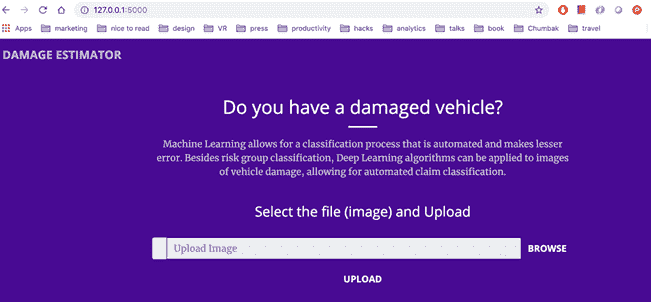 127.0.0.1:5000
Apps marketing nice to read design VR press productivity hacks analytics talks book Chumbak travel
DAMAGE ESTIMATOR
Do you have a damaged vehicle?
Machine Learning allows for a classification process that is automated and makes lesser
error. Besides risk group classification, Deep Learning algorithms can be applied to images
of vehicle damage, allowing for automated claim classification.
Select the file (image) and Upload
Upload Image BROWSE
UPLOAD